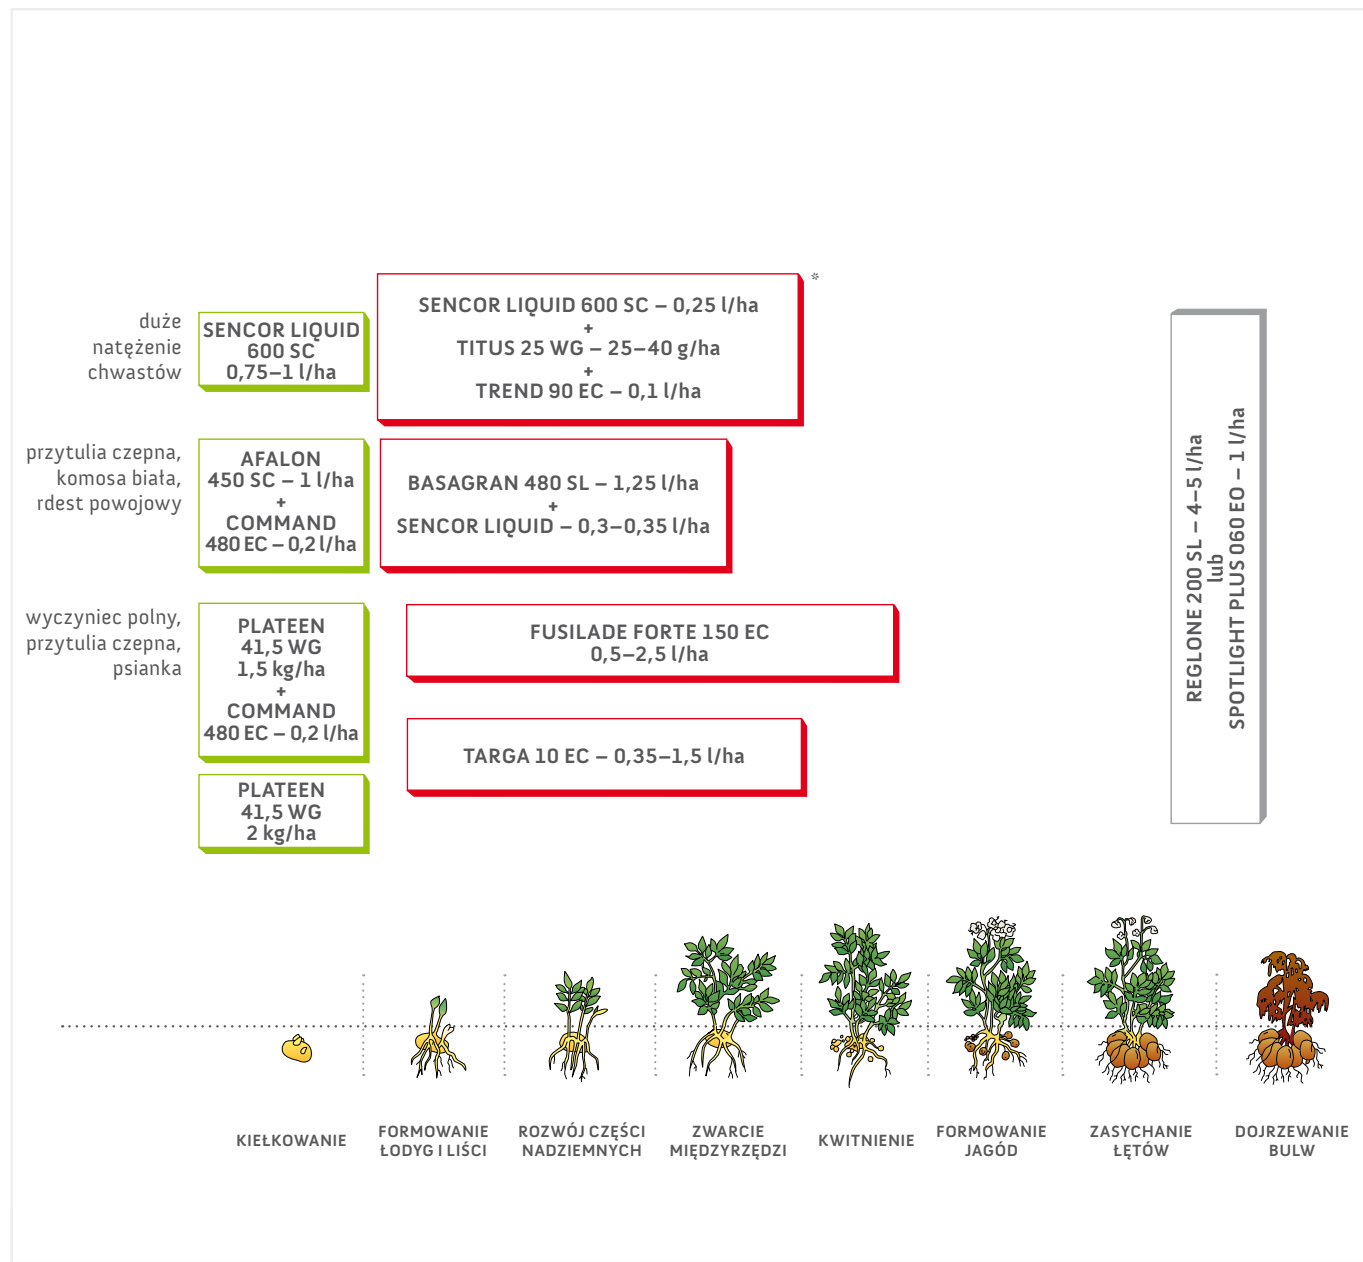 duże
natężenie
chwastów
SENCOR LIQUID
600 SC
0,75–1 l/ha
SENCOR LIQUID 600 SC – 0,25 l/ha
+
TITUS 25 WG – 25–40 g/ha
+
TREND 90 EC – 0,1 l/ha
*
przytulia czepna,
komosa biała,
rdest powojowy
AFALON
450 SC – 1 l/ha
+
COMMAND
480 EC – 0,2 l/ha
BASAGRAN 480 SL – 1,25 l/ha
+
SENCOR LIQUID – 0,3–0,35 l/ha
wyczyniec polny,
przytulia czepna,
psianka
PLATEEN
41,5 WG
1,5 kg/ha
+
COMMAND
480 EC – 0,2 l/ha
FUSILADE FORTE 150 EC
0,5–2,5 l/ha
TARGA 10 EC – 0,35–1,5 l/ha
PLATEEN
41,5 WG
2 kg/ha
REGLONE 200 SL – 4–5 l/ha
lub
SPOTLIGHT PLUS 060 EO – 1 l/ha
KIEŁKOWANIE
FORMOWANIE
ŁODYG I LIŚCI
ROZWÓJ CZĘŚCI
NADZIEMNYCH
ZWARCIE
MIĘDZYRZĘDZI
KWITNIENIE
FORMOWANIE
JAGÓD
ZASYCHANIE
ŁĘTÓW
DOJRZEWANIE
BULW